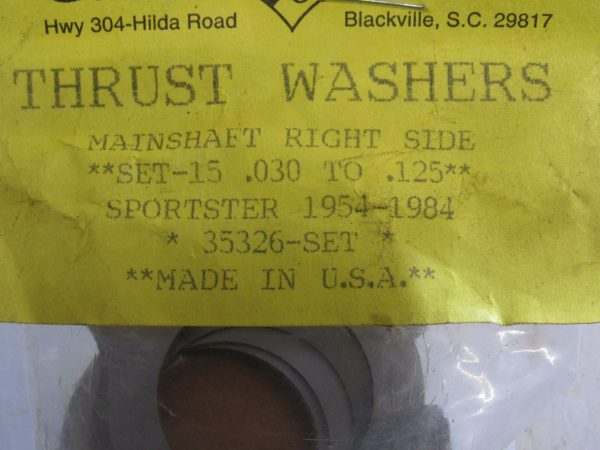 Hwy 304-Hilda Road Blackville, S.C. 29817
THRUST WASHERS
MAINSHAFT RIGHT SIDE
**SET-15 .030 TO .125**
SPORTSTER 1954-1984
* 35326-SET *
**MADE IN U.S.A.**